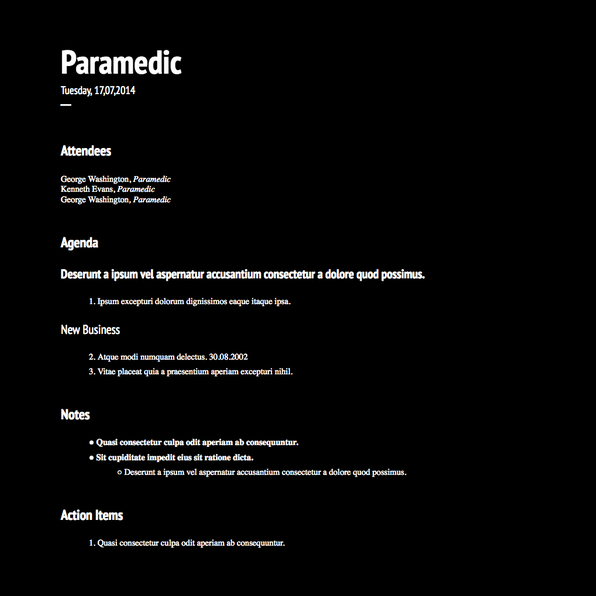 Paramedic
Tuesday, 17,07,2014
Attendees
George Washington, Paramedic
Kenneth Evans, Paramedic
George Washington, Paramedic
Agenda
Deserunt a ipsum vel aspernatur accusantium consectetur a dolore quod possimus.
1. Ipsum excepturi dolorum dignissimos eaque itaque ipsa.
New Business
2. Atque modi numquam delectus. 30.08.2002
3. Vitae placeat quia a praesentium aperiam excepturi nihil.
Notes
● Quasi consectetur culpa odit aperiam ab consequuntur.
● Sit cupiditate impedit eius sit ratione dicta.
○ Deserunt a ipsum vel aspernatur accusantium consectetur a dolore quod possimus.
Action Items
1. Quasi consectetur culpa odit aperiam ab consequuntur.